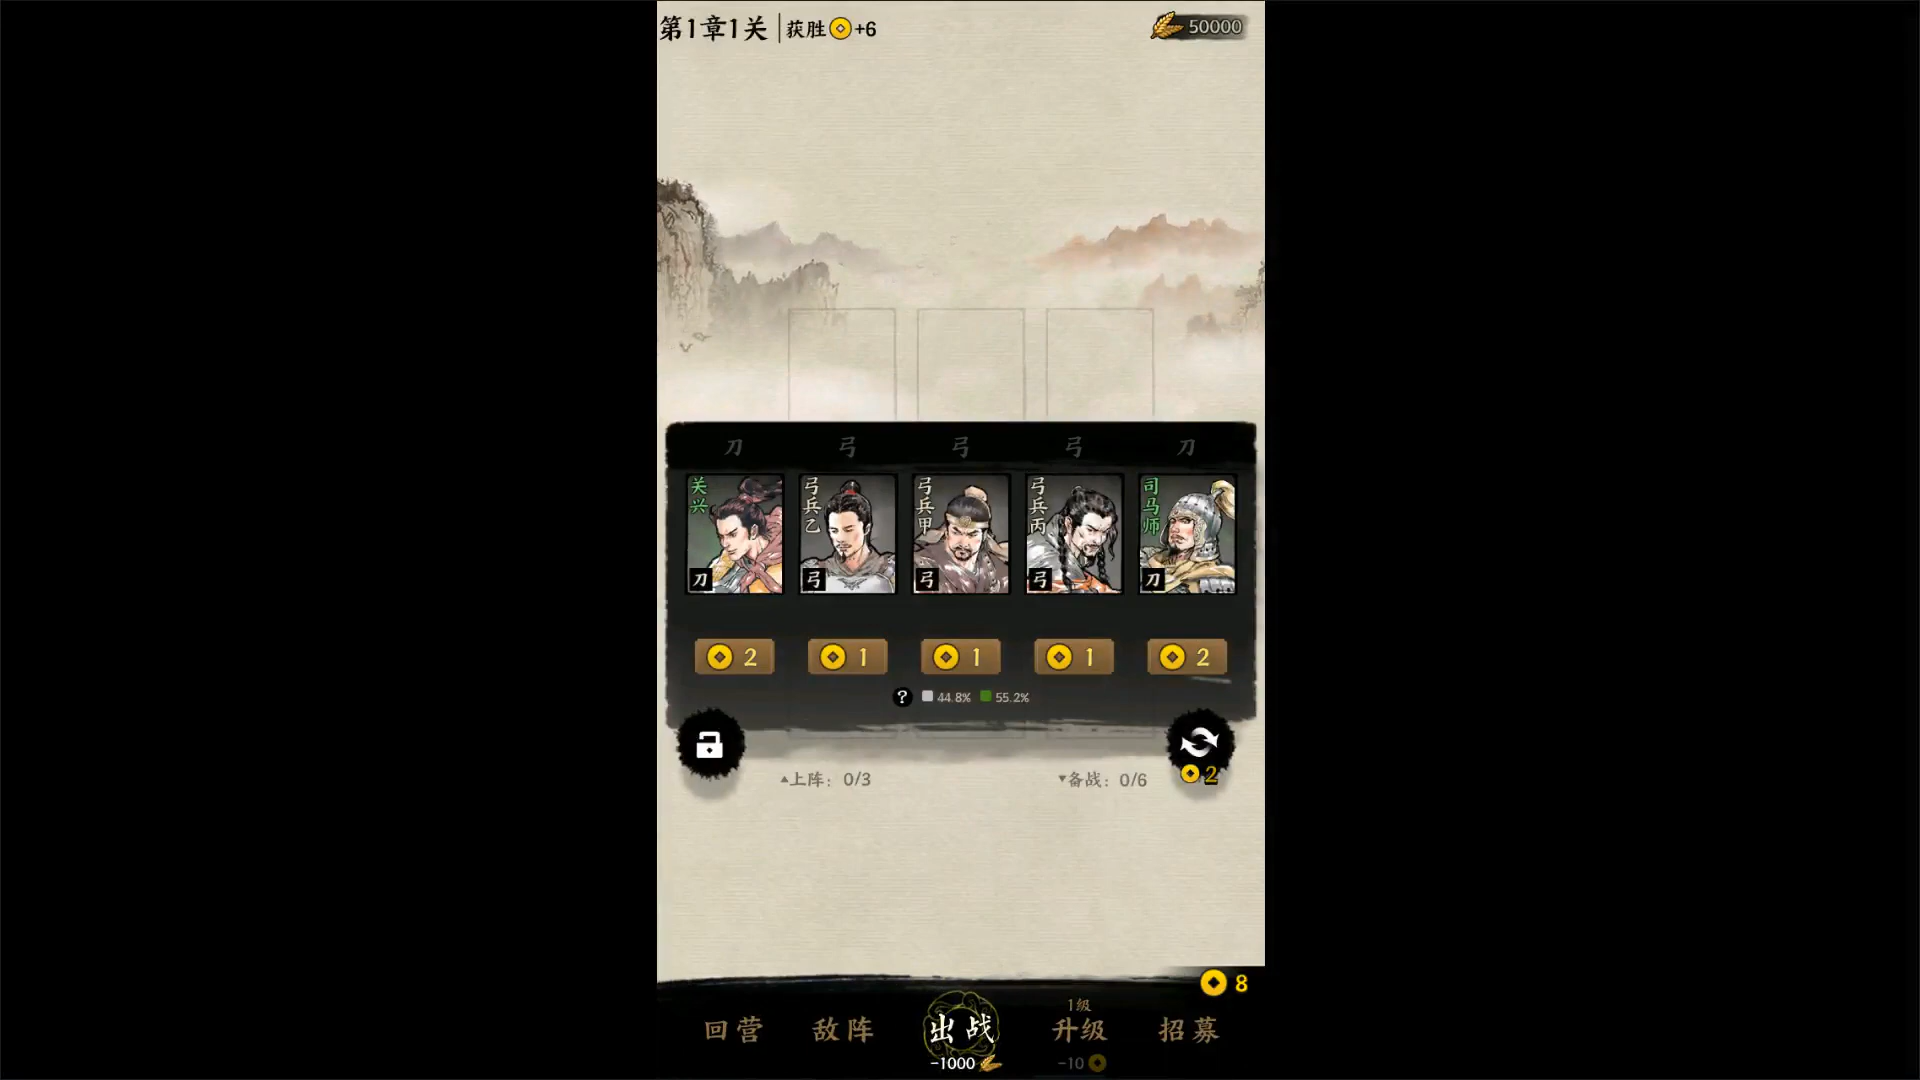 第1章1关 获胜 +6
50000
刀 弓 弓 弓 刀
关兴 弓兵乙 弓兵甲 弓兵丙 司马师
刀 弓 弓 弓 刀
2 1 1 1 2
? 44.8% 55.2%
2
▲上阵：0/3 ▼备战：0/6
8
1级
回营 敌阵 出战 升级 招募
-1000 -10